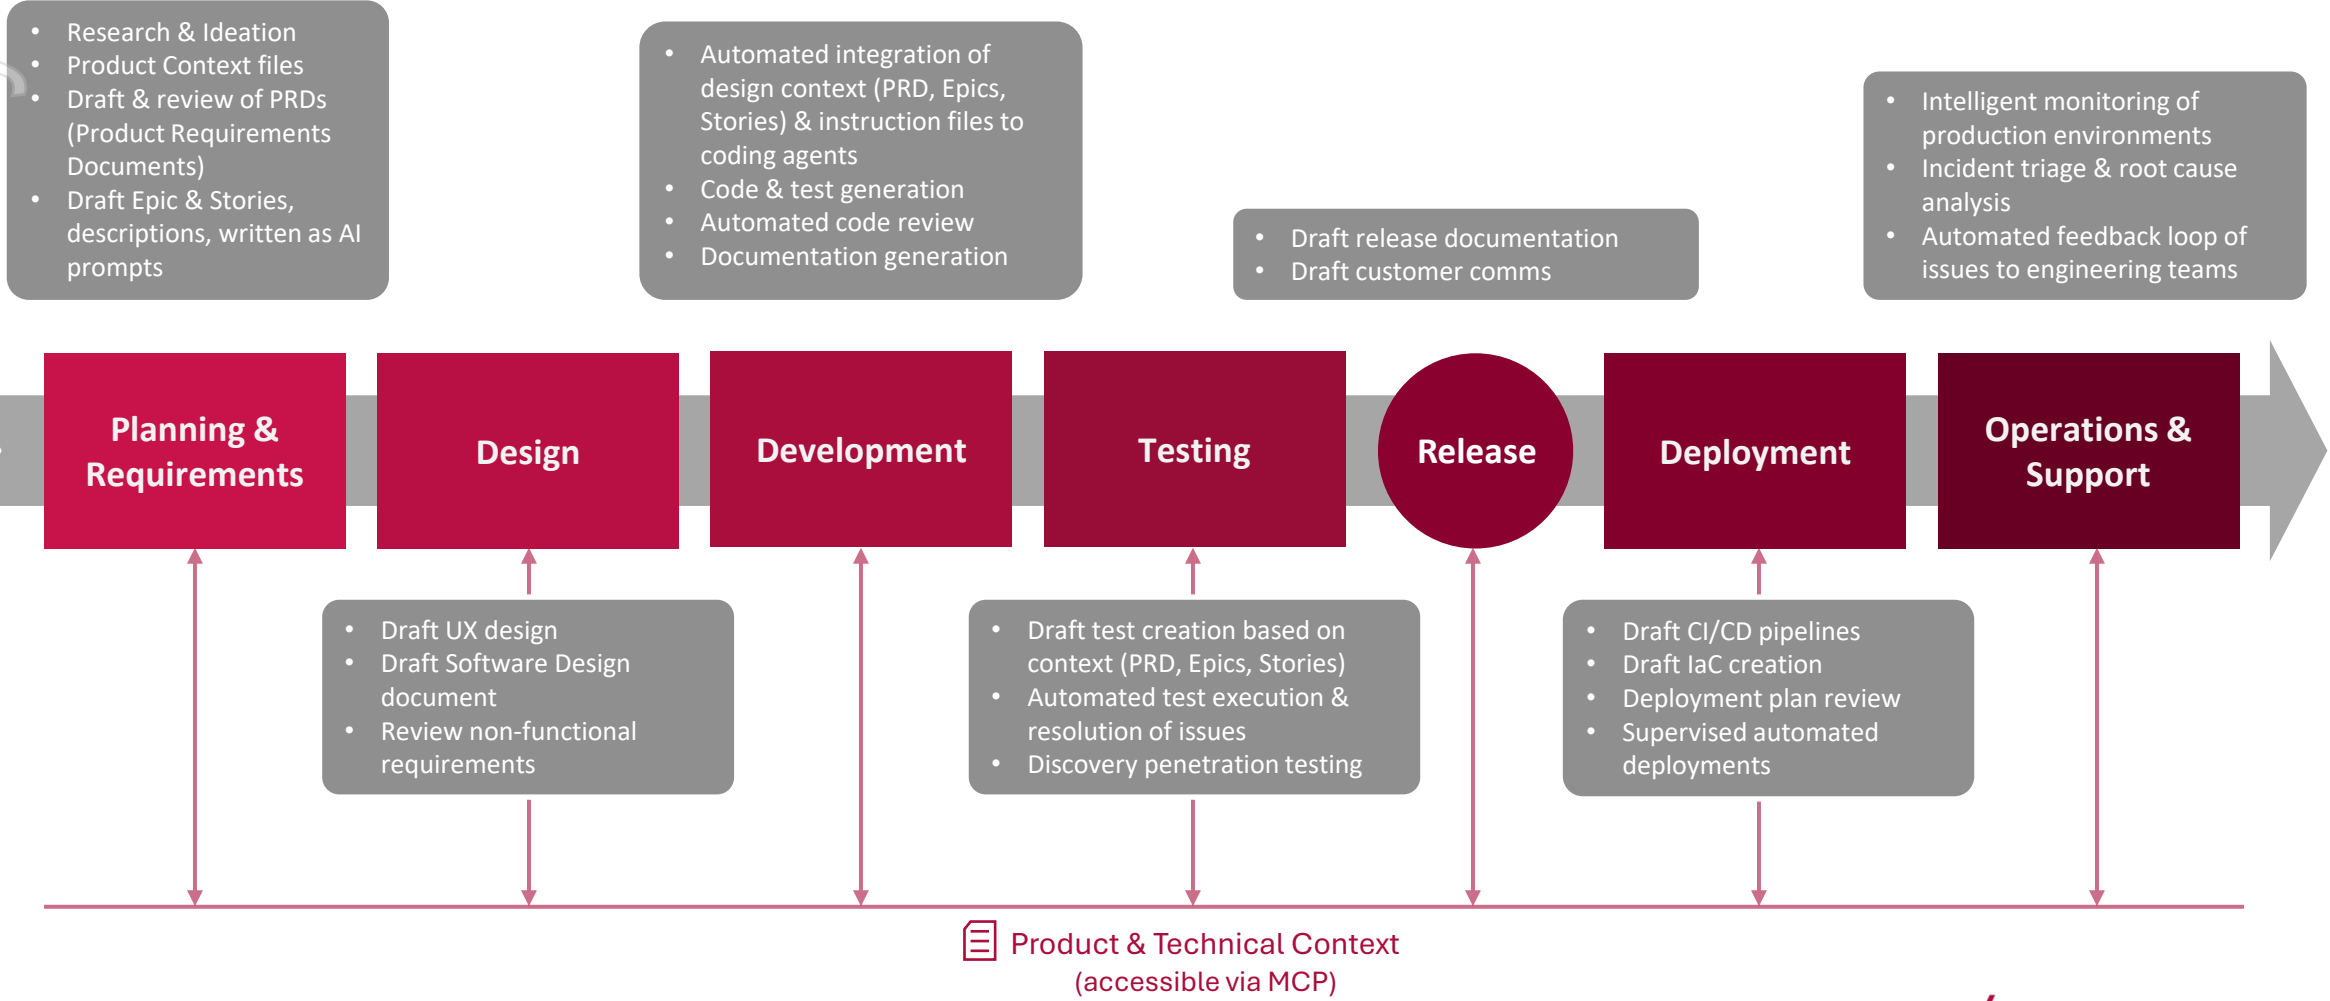 • Research & Ideation
• Product Context files
• Draft & review of PRDs
(Product Requirements
Documents)
• Draft Epic & Stories,
descriptions, written as AI
prompts
• Automated integration of
design context (PRD, Epics,
Stories) & instruction files to
coding agents
• Code & test generation
• Automated code review
• Documentation generation
• Draft release documentation
• Draft customer comms
• Intelligent monitoring of
production environments
• Incident triage & root cause
analysis
• Automated feedback loop of
issues to engineering teams
Planning &
Requirements
Design
Development
Testing
Release
Deployment
Operations &
Support
• Draft UX design
• Draft Software Design
document
• Review non-functional
requirements
• Draft test creation based on
context (PRD, Epics, Stories)
• Automated test execution &
resolution of issues
• Discovery penetration testing
• Draft CI/CD pipelines
• Draft IaC creation
• Deployment plan review
• Supervised automated
deployments
Product & Technical Context
(accessible via MCP)